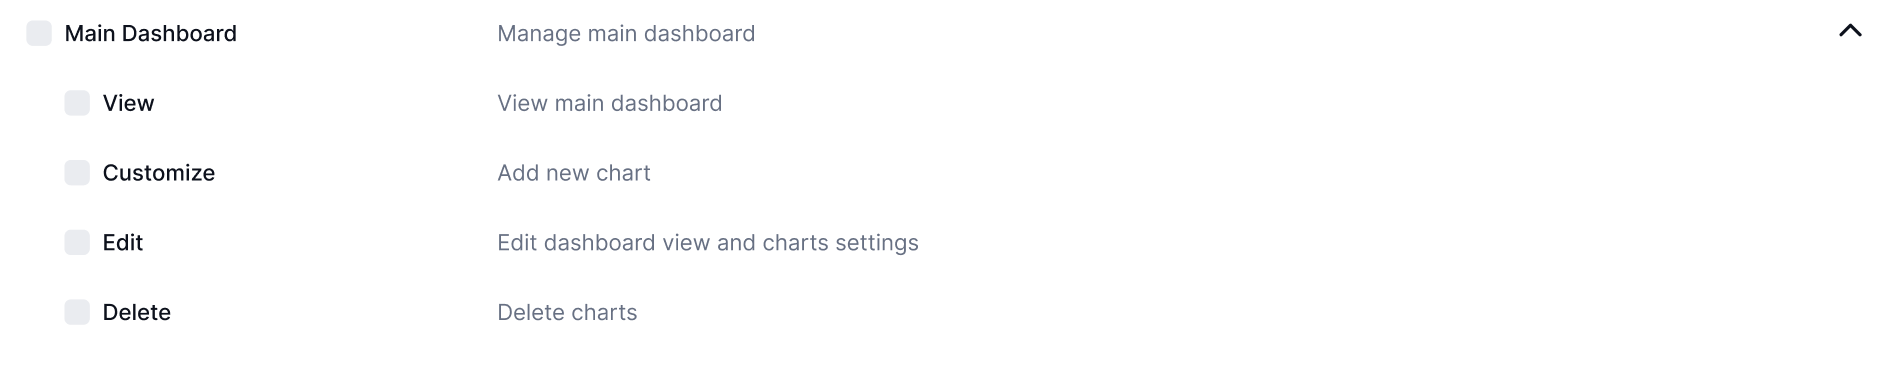 Main Dashboard Manage main dashboard
View View main dashboard
Customize Add new chart
Edit Edit dashboard view and charts settings
Delete Delete charts